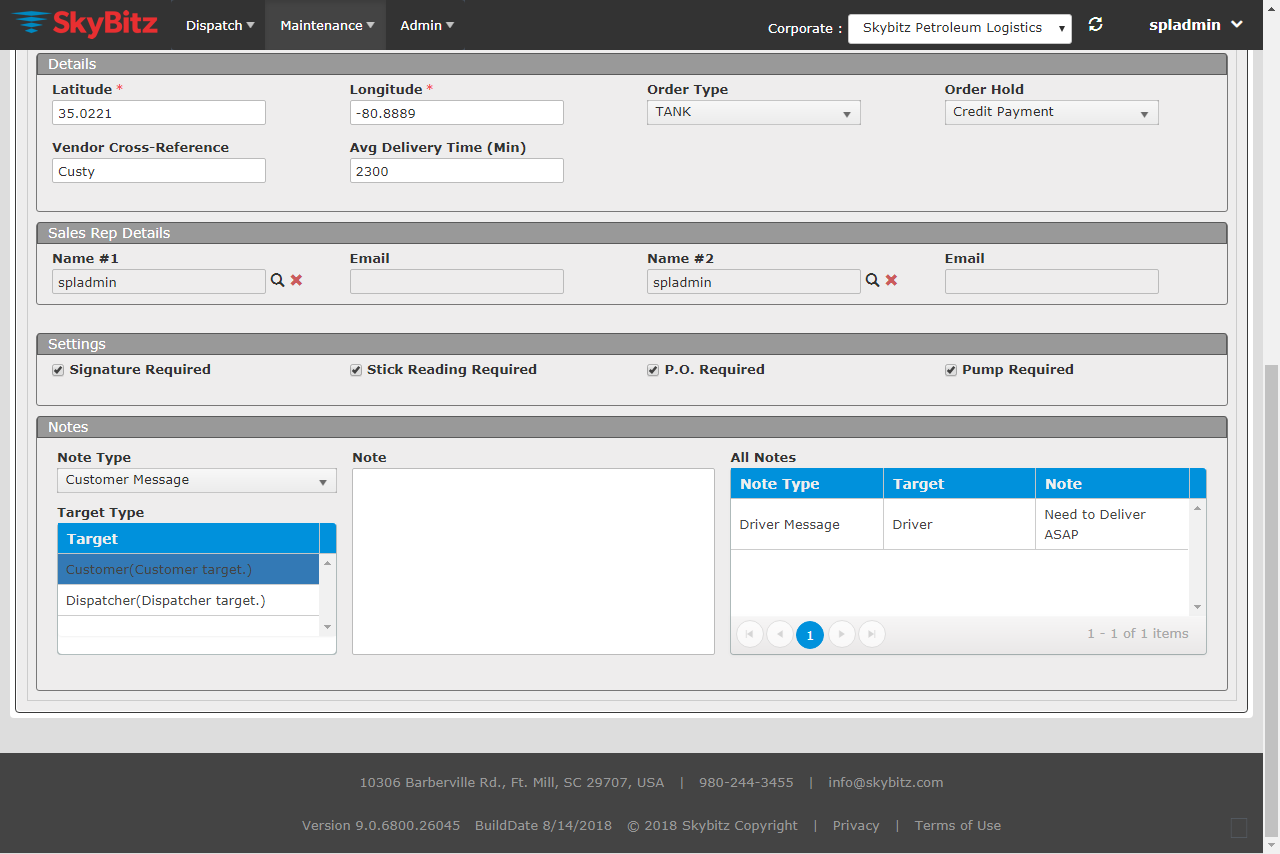 SkyBitz Dispatch Maintenance Admin Corporate : Skybitz Petroleum Logistics spladmin
Details
Latitude * Longitude * Order Type Order Hold
35.0221 -80.8889 TANK Credit Payment
Vendor Cross-Reference Avg Delivery Time (Min)
Custy 2300
Sales Rep Details
Name #1 Email Name #2 Email
spladmin spladmin
Settings
Signature Required Stick Reading Required P.O. Required Pump Required
Notes
Note Type Note All Notes
Customer Message Note Type Target Note
Target Type
Target
Driver Message Driver Need to Deliver
ASAP
Customer(Customer target.)
Dispatcher(Dispatcher target.)
1 1 - 1 of 1 items
10306 Barberville Rd., Ft. Mill, SC 29707, USA | 980-244-3455 | info@skybitz.com
Version 9.0.6800.26045 BuildDate 8/14/2018 © 2018 Skybitz Copyright | Privacy | Terms of Use